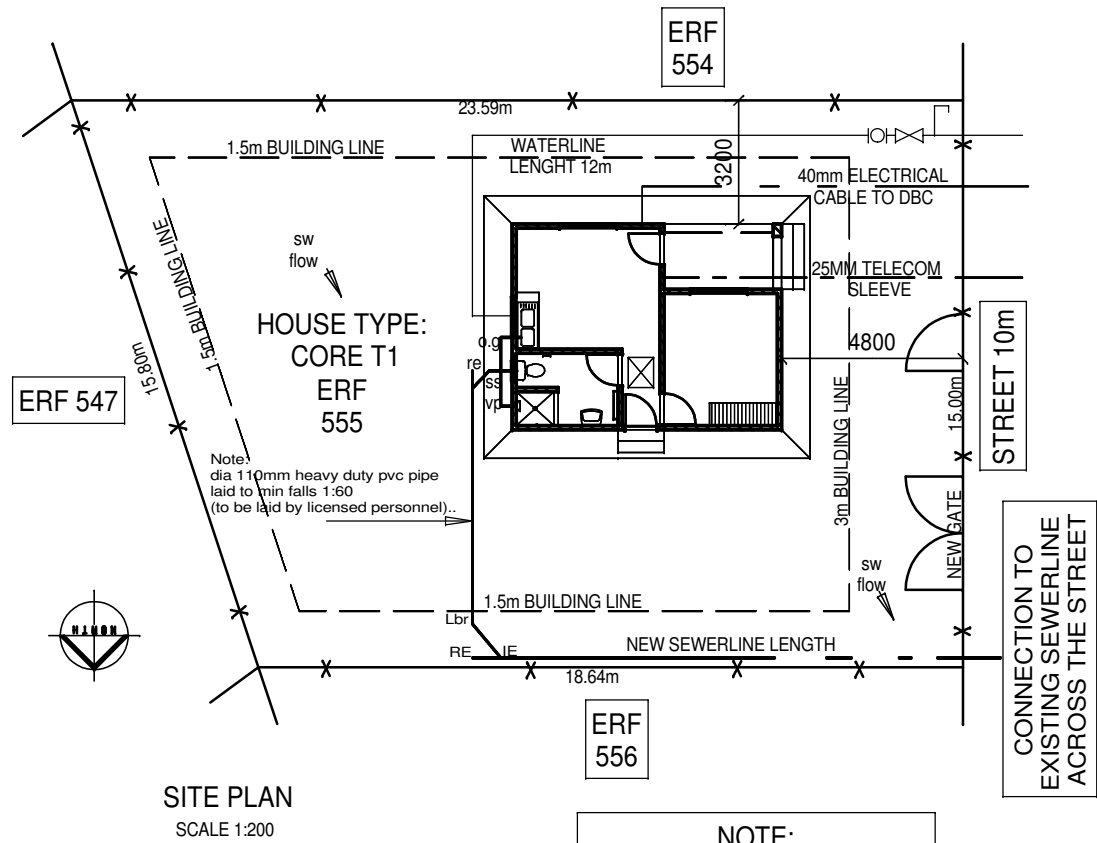 ERF
554
23.59m
1.5m BUILDING LINE
WATERLINE
LENGHT 12m
3200
40mm ELECTRICAL
CABLE TO DBC
1.5m BUILDING LINE
sw
flow
25MM TELECOM
SLEEVE
HOUSE TYPE:
CORE T1
ERF
555
o.g
re
ss
vp
4800
STREET 10m
15.80m
ERF 547
15.00m
Note:
dia 110mm heavy duty pvc pipe
laid to min falls 1:60
(to be laid by licensed personnel)..
3m BUILDING LINE
NEW GATE
CONNECTION TO
EXISTING SEWERLINE
ACROSS THE STREET
sw
flow
1.5m BUILDING LINE
Lbr
NORTH
RE
IE
NEW SEWERLINE LENGTH
18.64m
ERF
556
SITE PLAN
SCALE 1:200
NOTE: